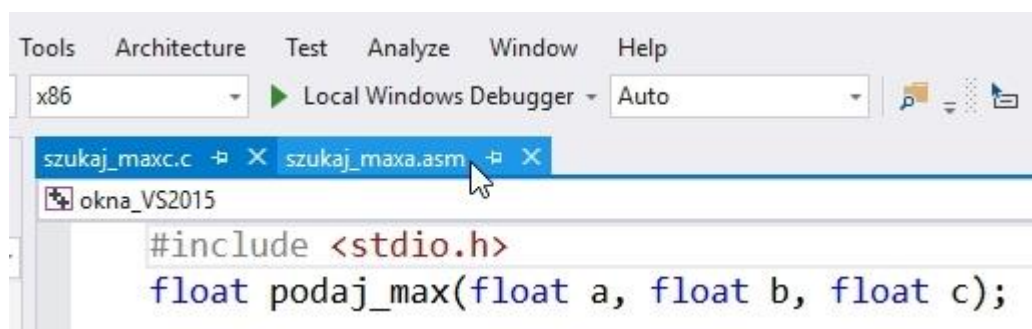 Tools Architecture Test Analyze Window Help
x86 Local Windows Debugger Auto
szukaj_maxc.c szukaj_maxa.asm
okna_VS2015
#include <stdio.h>
float podaj_max(float a, float b, float c);